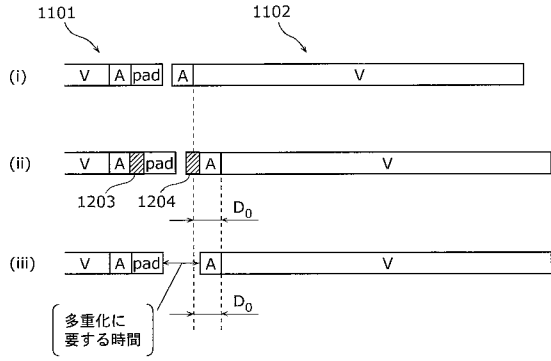 1101 1102
(i) V A pad A V
(ii) V A pad A V
1203 1204 D0
(iii) V A pad A V
D0
多重化に
要する時間